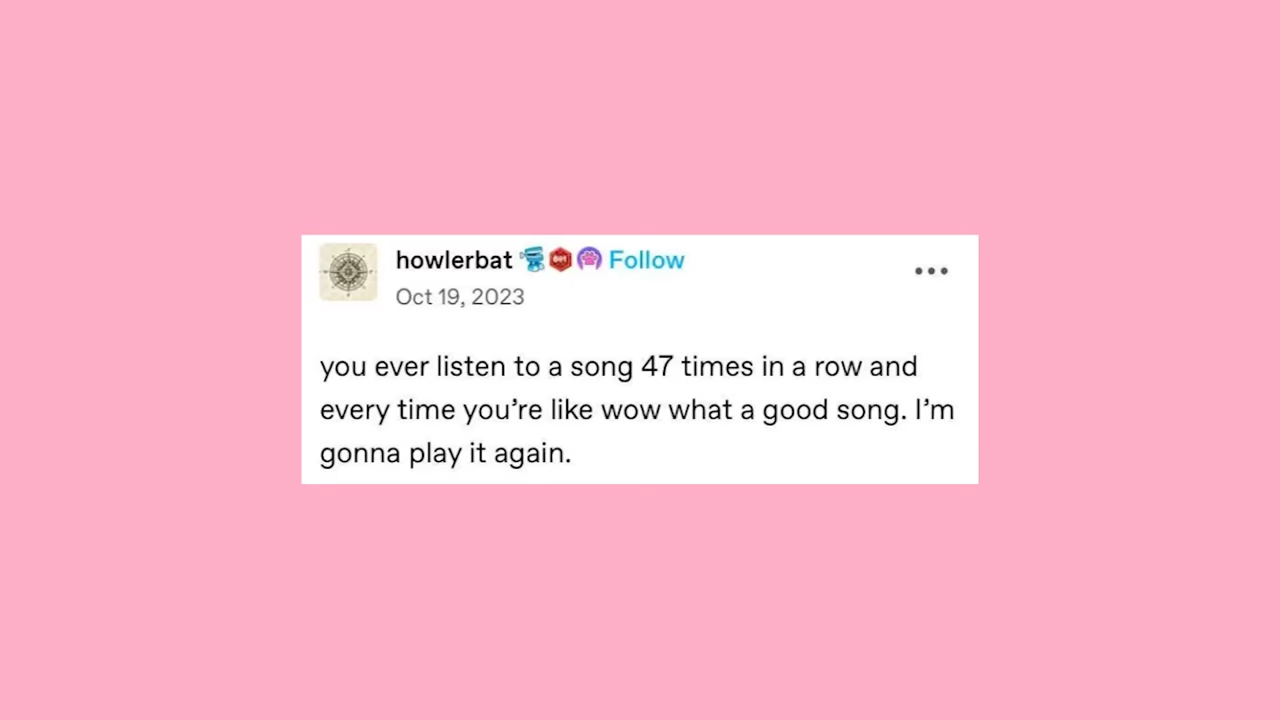 howlerbat Follow
Oct 19, 2023
you ever listen to a song 47 times in a row and
every time you're like wow what a good song. I'm
gonna play it again.